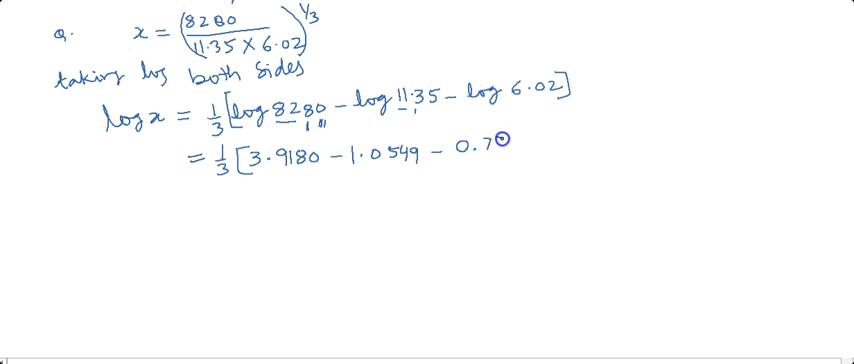 Q. x = (8280 / 11.35 X 6.02)^1/3
taking log both sides
log x = 1/3 [log 8280 - log 11.35 - log 6.02]
= 1/3 [3.9180 - 1.0549 - 0.7